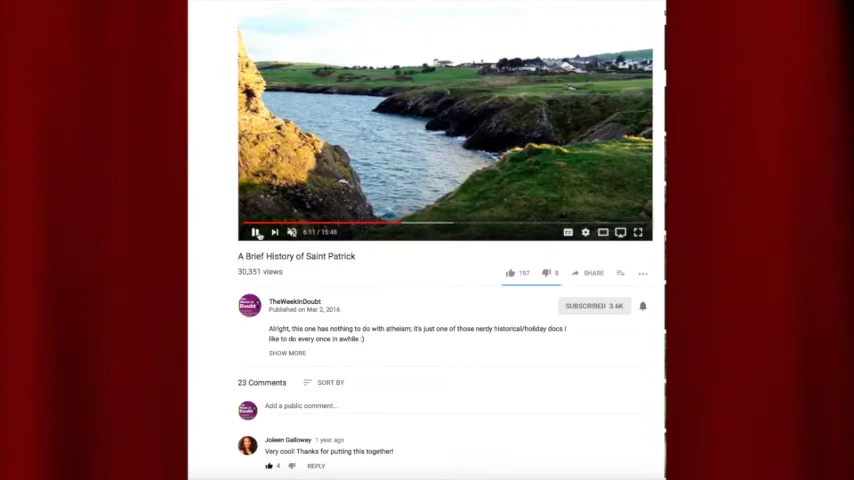 6:11 / 15:48
A Brief History of Saint Patrick
30,351 views
197
8
SHARE
TheWeekInDoubt
Published on Mar 2, 2016
SUBSCRIBED 3.6K
Alright, this one has nothing to do with atheism; it's just one of those nerdy historical/holiday docs I
like to do every once in awhile :)
SHOW MORE
23 Comments
SORT BY
Add a public comment...
Joleen Galloway 1 year ago
Very cool! Thanks for putting this together!
4
REPLY